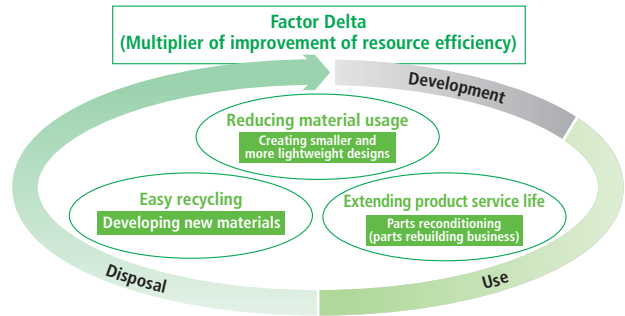 Factor Delta
(Multiplier of improvement of resource efficiency)
Development
Reducing material usage
Creating smaller and
more lightweight designs
Easy recycling
Developing new materials
Extending product service life
Parts reconditioning
(parts rebuilding business)
Disposal
Use